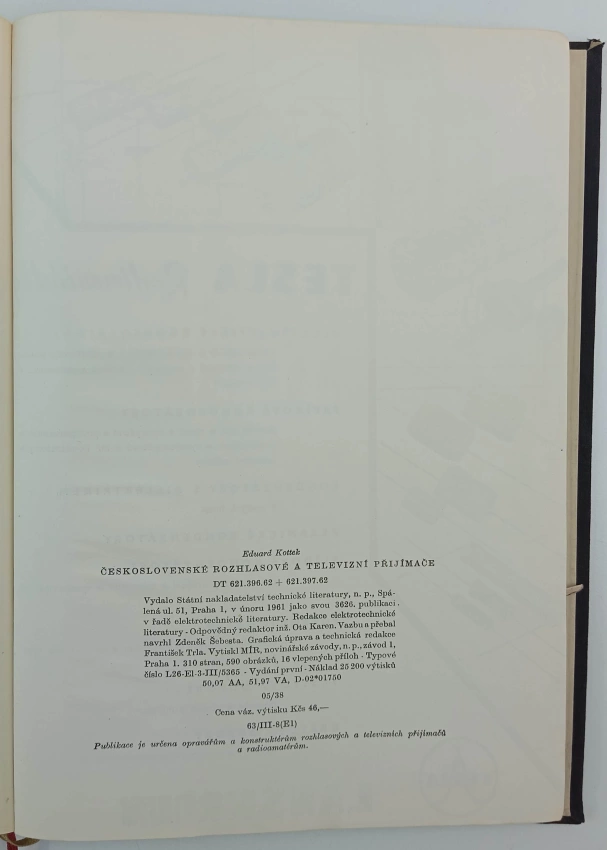 Eduard Kottek
ČESKOSLOVENSKÉ ROZHLASOVÉ A TELEVIZNÍ PŘIJÍMAČE
DT 621.396.62 + 621.397.62
Vydalo Státní nakladatelství technické literatury, n. p., Spá-
lená ul. 51, Praha 1, v únoru 1961 jako svou 3626. publikaci
v řadě elektrotechnické literatury. Redakce elektrotechnické
literatury - Odpovědný redaktor inž. Ota Karen. Vazbu a přebal
navrhl Zdeněk Šebesta. Grafická úprava a technická redakce
František Trla. Vytiskl MÍR, novinářské závody, n. p., závod 1,
Praha 1. 310 stran, 590 obrázků, 16 vlepených příloh - Typové
číslo L26-El-3-III/5365 - Vydání první - Náklad 25 200 výtisků
50,07 AA, 51,97 VA, D-02*01750
05/38
Cena váz. výtisku Kčs 46,—
63/III-8(E1)
Publikace je určena opravářům a konstruktérům rozhlasových a televizních přijímačů
a radioamatérům.